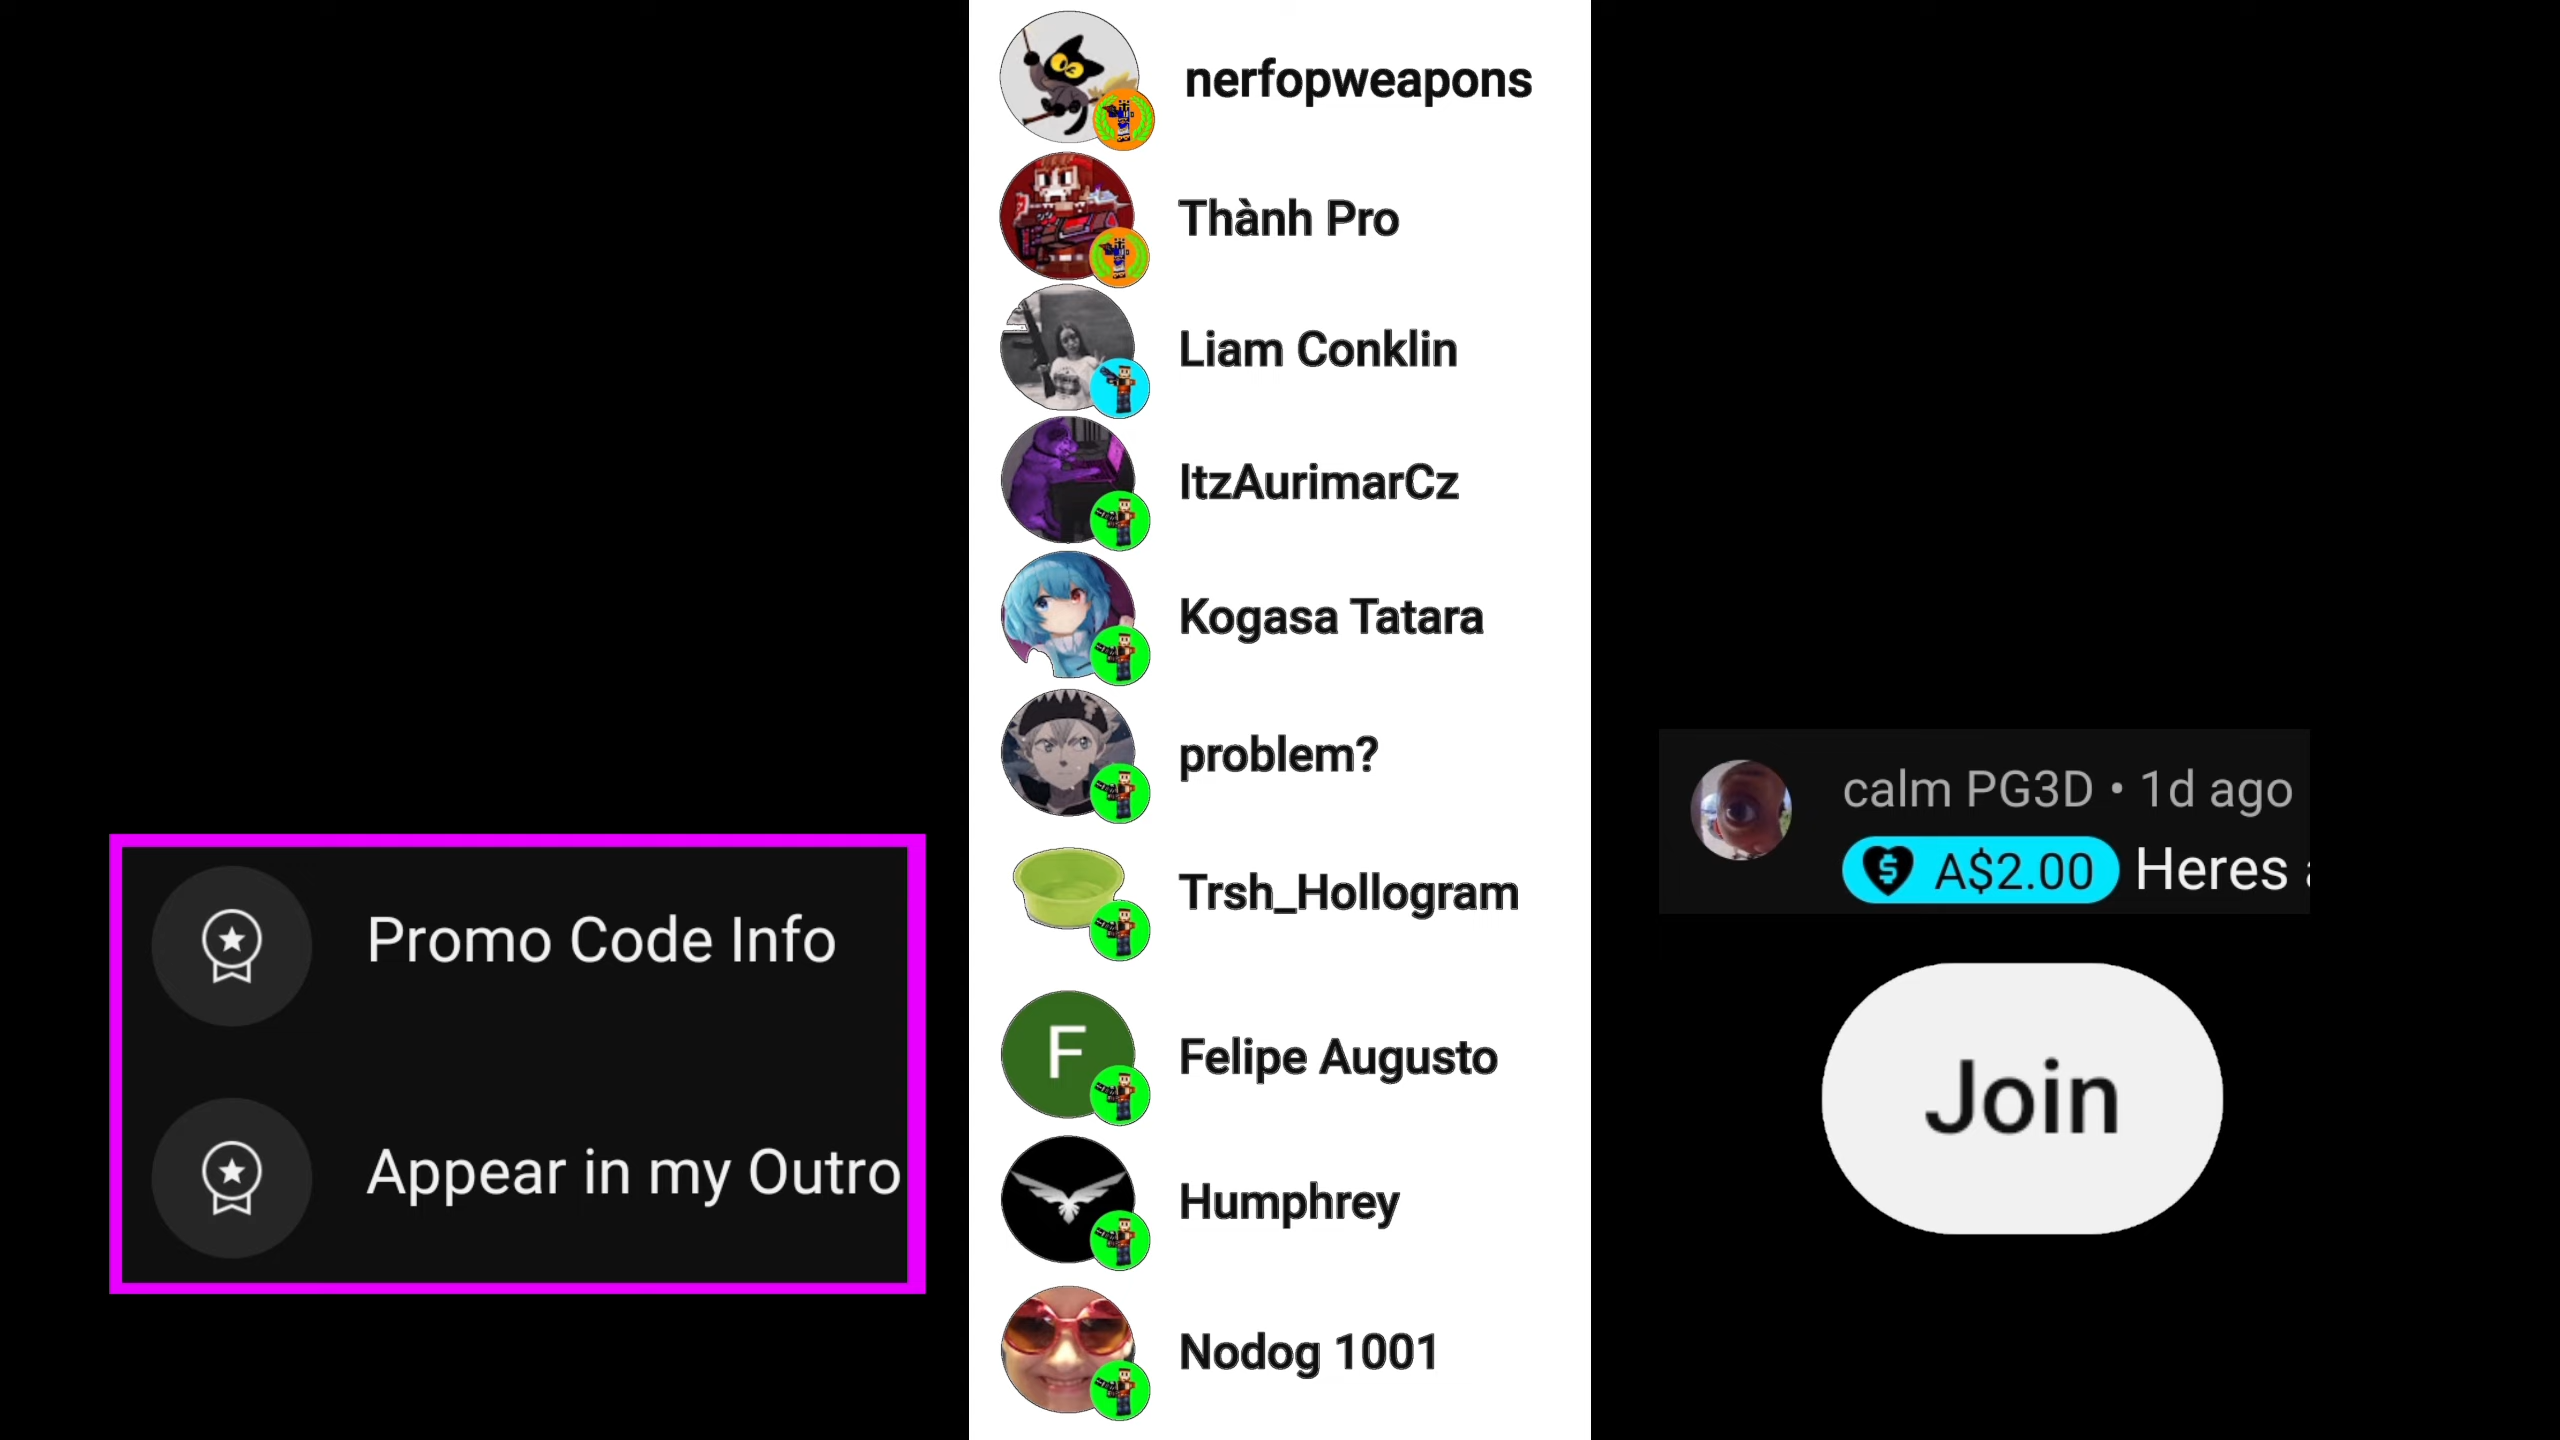 nerfopweapons
Thành Pro
Liam Conklin
ItzAurimarCz
Kogasa Tatara
problem?
Trsh_Hollogram
F
Felipe Augusto
Humphrey
Nodog 1001
Promo Code Info
Appear in my Outro
calm PG3D • 1d ago
$ A$2.00 Heres
Join